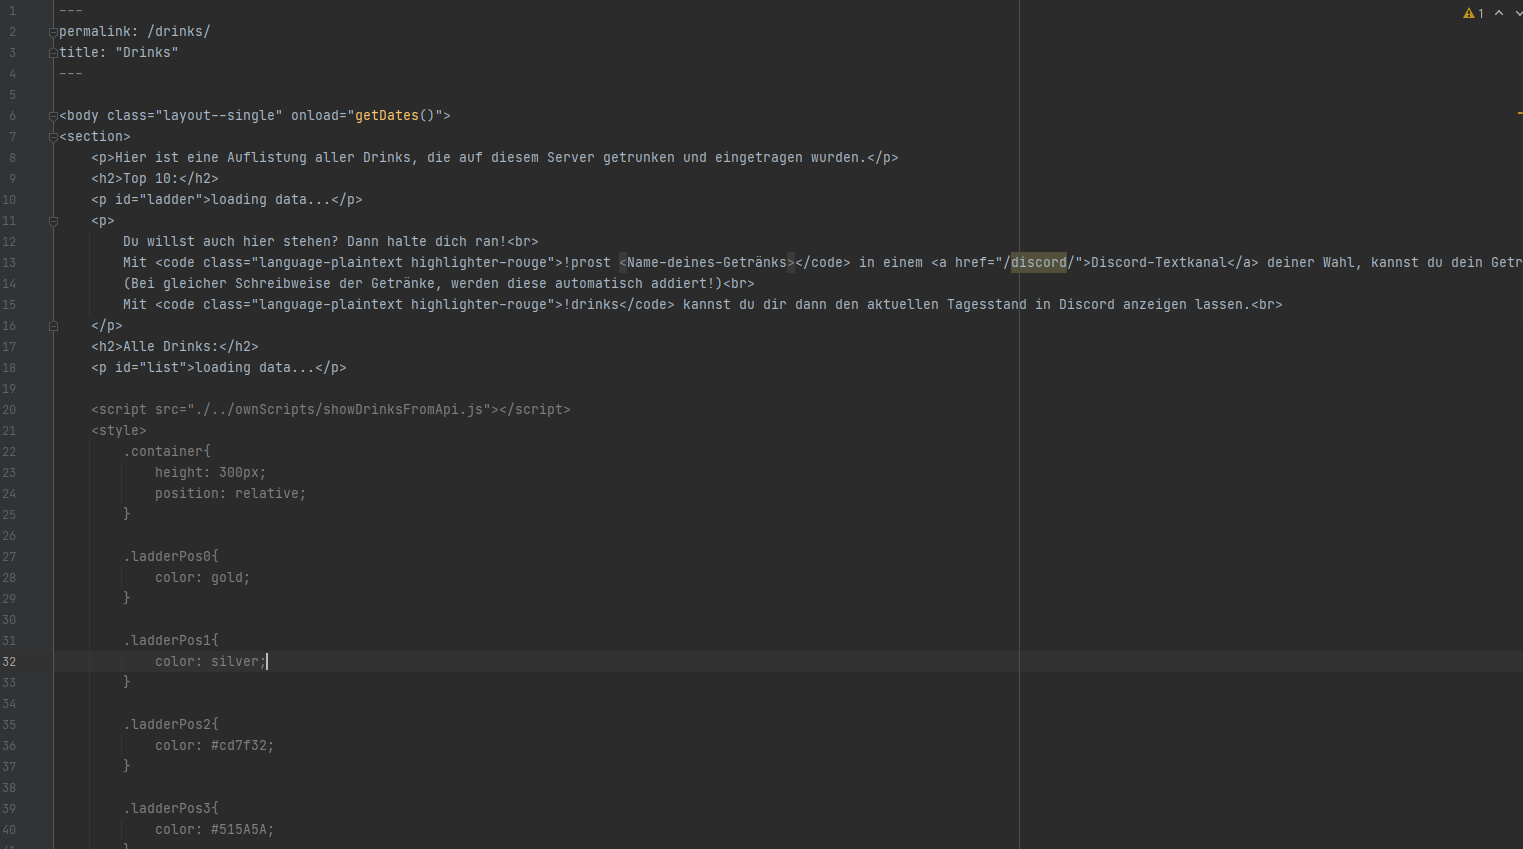 1 ---
2 permalink: /drinks/
3 title: "Drinks"
4 ---
5
6 <body class="layout--single" onload="getDates()">
7 <section>
8     <p>Hier ist eine Auflistung aller Drinks, die auf diesem Server getrunken und eingetragen wurden.</p>
9     <h2>Top 10:</h2>
10     <p id="ladder">loading data...</p>
11     <p>
12         Du willst auch hier stehen? Dann halte dich ran!<br>
13         Mit <code class="language-plaintext highlighter-rouge">!prost <Name-deines-Getränks></code> in einem <a href="/discord/">Discord-Textkanal</a> deiner Wahl, kannst du dein Getr
14         (Bei gleicher Schreibweise der Getränke, werden diese automatisch addiert!)<br>
15         Mit <code class="language-plaintext highlighter-rouge">!drinks</code> kannst du dir dann den aktuellen Tagesstand in Discord anzeigen lassen.<br>
16     </p>
17     <h2>Alle Drinks:</h2>
18     <p id="list">loading data...</p>
19
20     <script src="./../ownScripts/showDrinksFromApi.js"></script>
21     <style>
22         .container{
23             height: 300px;
24             position: relative;
25         }
26
27         .ladderPos0{
28             color: gold;
29         }
30
31         .ladderPos1{
32             color: silver;
33         }
34
35         .ladderPos2{
36             color: #cd7f32;
37         }
38
39         .ladderPos3{
40             color: #515A5A;
1